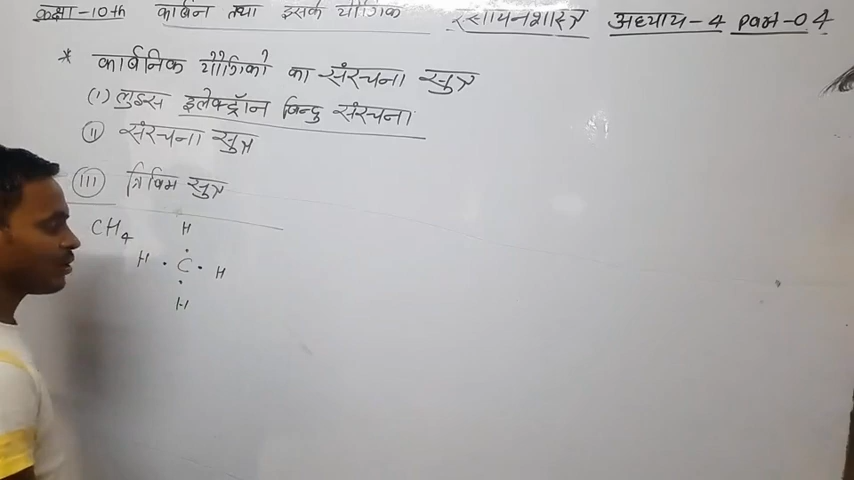 कक्षा-10th कार्बन तथा इसके यौगिक रसायनशास्त्र अध्याय-4 Part-04
* कार्बनिक यौगिको का संरचना सुत्र
(1) लुइस इलेक्ट्रॉन बिन्दु संरचना
(II) संरचना सुत्र
(III) त्रिविम सुत्र
CH4 H
H · C · H
H